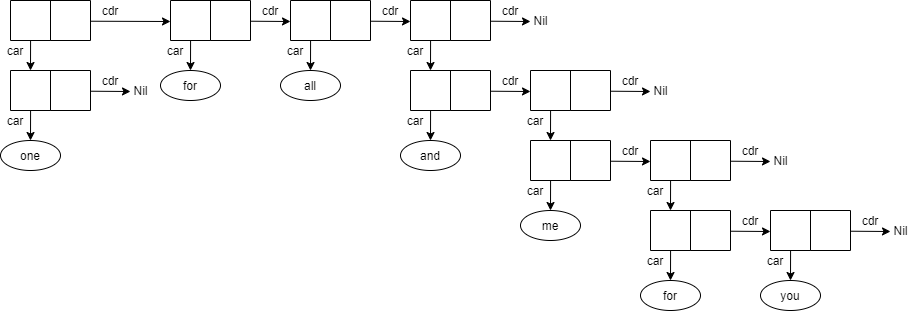 cdr cdr cdr cdr Nil
car car car car
cdr Nil for all cdr cdr Nil
car car car
one and cdr cdr Nil
car car
me cdr cdr Nil
car car
for you